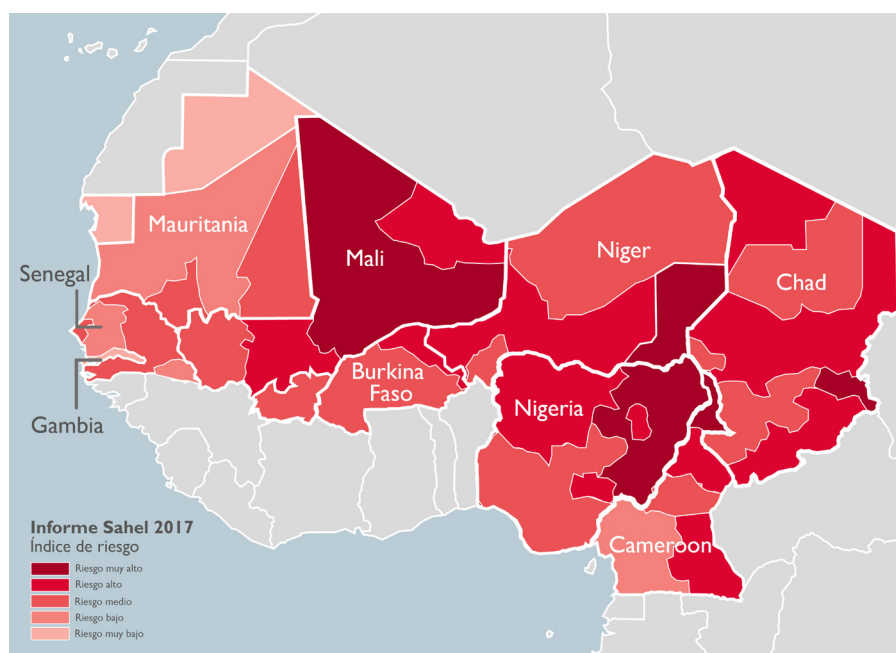 Mauritania
Mali
Niger
Chad
Senegal
Gambia
Burkina
Faso
Nigeria
Cameroon
Informe Sahel 2017
Índice de riesgo
Riesgo muy alto
Riesgo alto
Riesgo medio
Riesgo bajo
Riesgo muy bajo